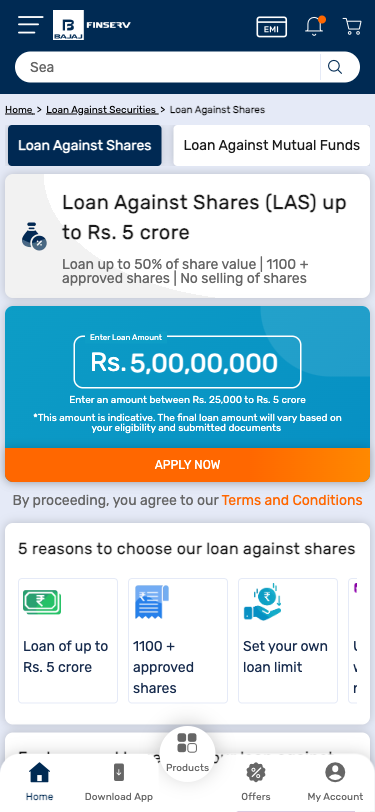 B
BAJAJ
FINSERV
EMI
Sea
Home > Loan Against Securities > Loan Against Shares
Loan Against Shares
Loan Against Mutual Funds
Loan Against Shares (LAS) up
to Rs. 5 crore
Loan up to 50% of share value | 1100 +
approved shares | No selling of shares
Enter Loan Amount
Rs. 5,00,00,000
Enter an amount between Rs. 25,000 to Rs. 5 crore
*This amount is indicative. The final loan amount will vary based on
your eligibility and submitted documents
APPLY NOW
By proceeding, you agree to our Terms and Conditions
5 reasons to choose our loan against shares
Loan of up to
Rs. 5 crore
1100 +
approved
shares
Set your own
loan limit
Products
Home
Download App
Offers
My Account